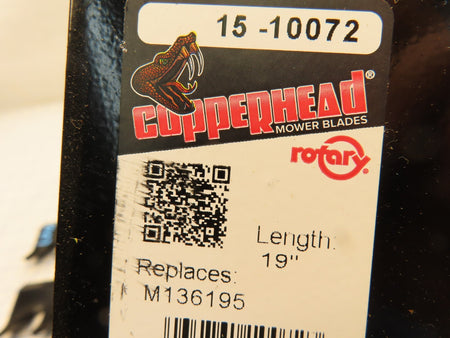 15 -10072
COPPERHEAD®
MOWER BLADES
rotary®
Length:
19"
Replaces:
M136195